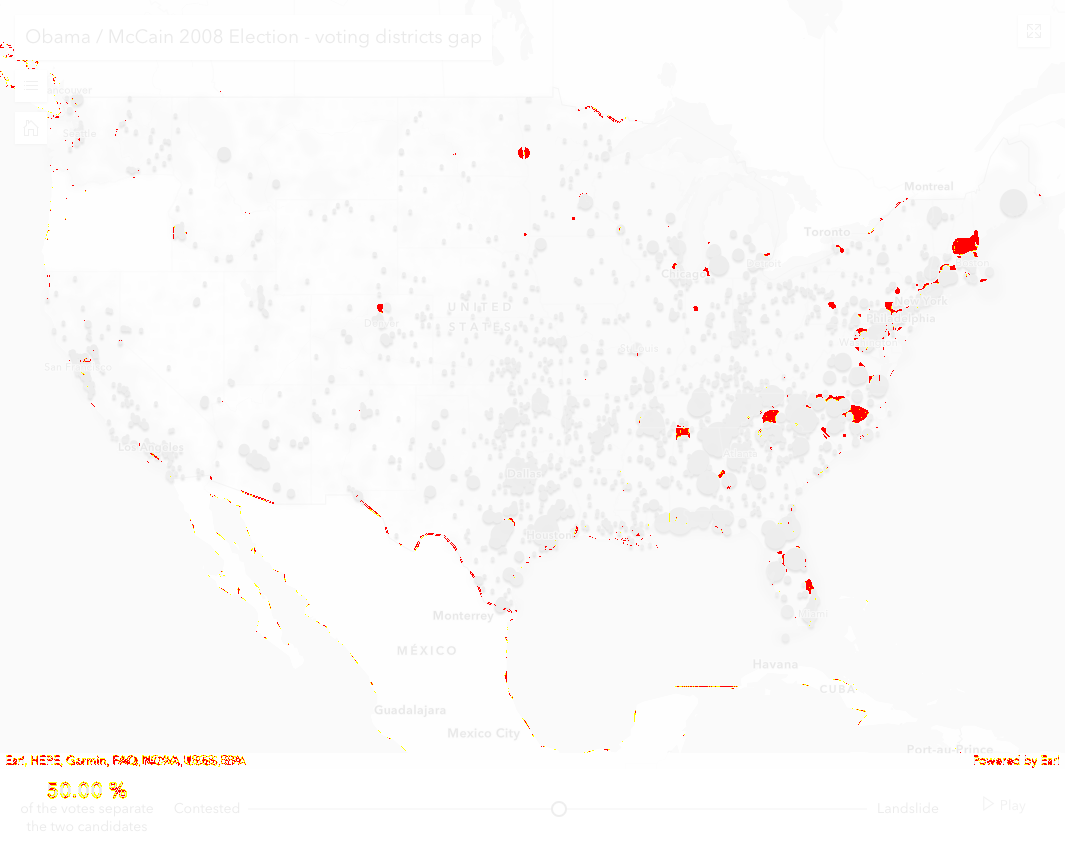 Obama / McCain 2008 Election - voting districts gap
Vancouver
Seattle
Montreal
Toronto
Chicago
UNITED
STATES
Denver
New York
Philadelphia
St Louis
San Francisco
Los Angeles
Atlanta
Dallas
Houston
Miami
Monterrey
MÉXICO
Havana
CUBA
Guadalajara
Mexico City
Port-au-Prince
Esri, HERE, Garmin, FAO, NOAA, USGS, EPA
Powered by Esri
50.00 %
of the votes separate
the two candidates
Contested
Landslide
Play